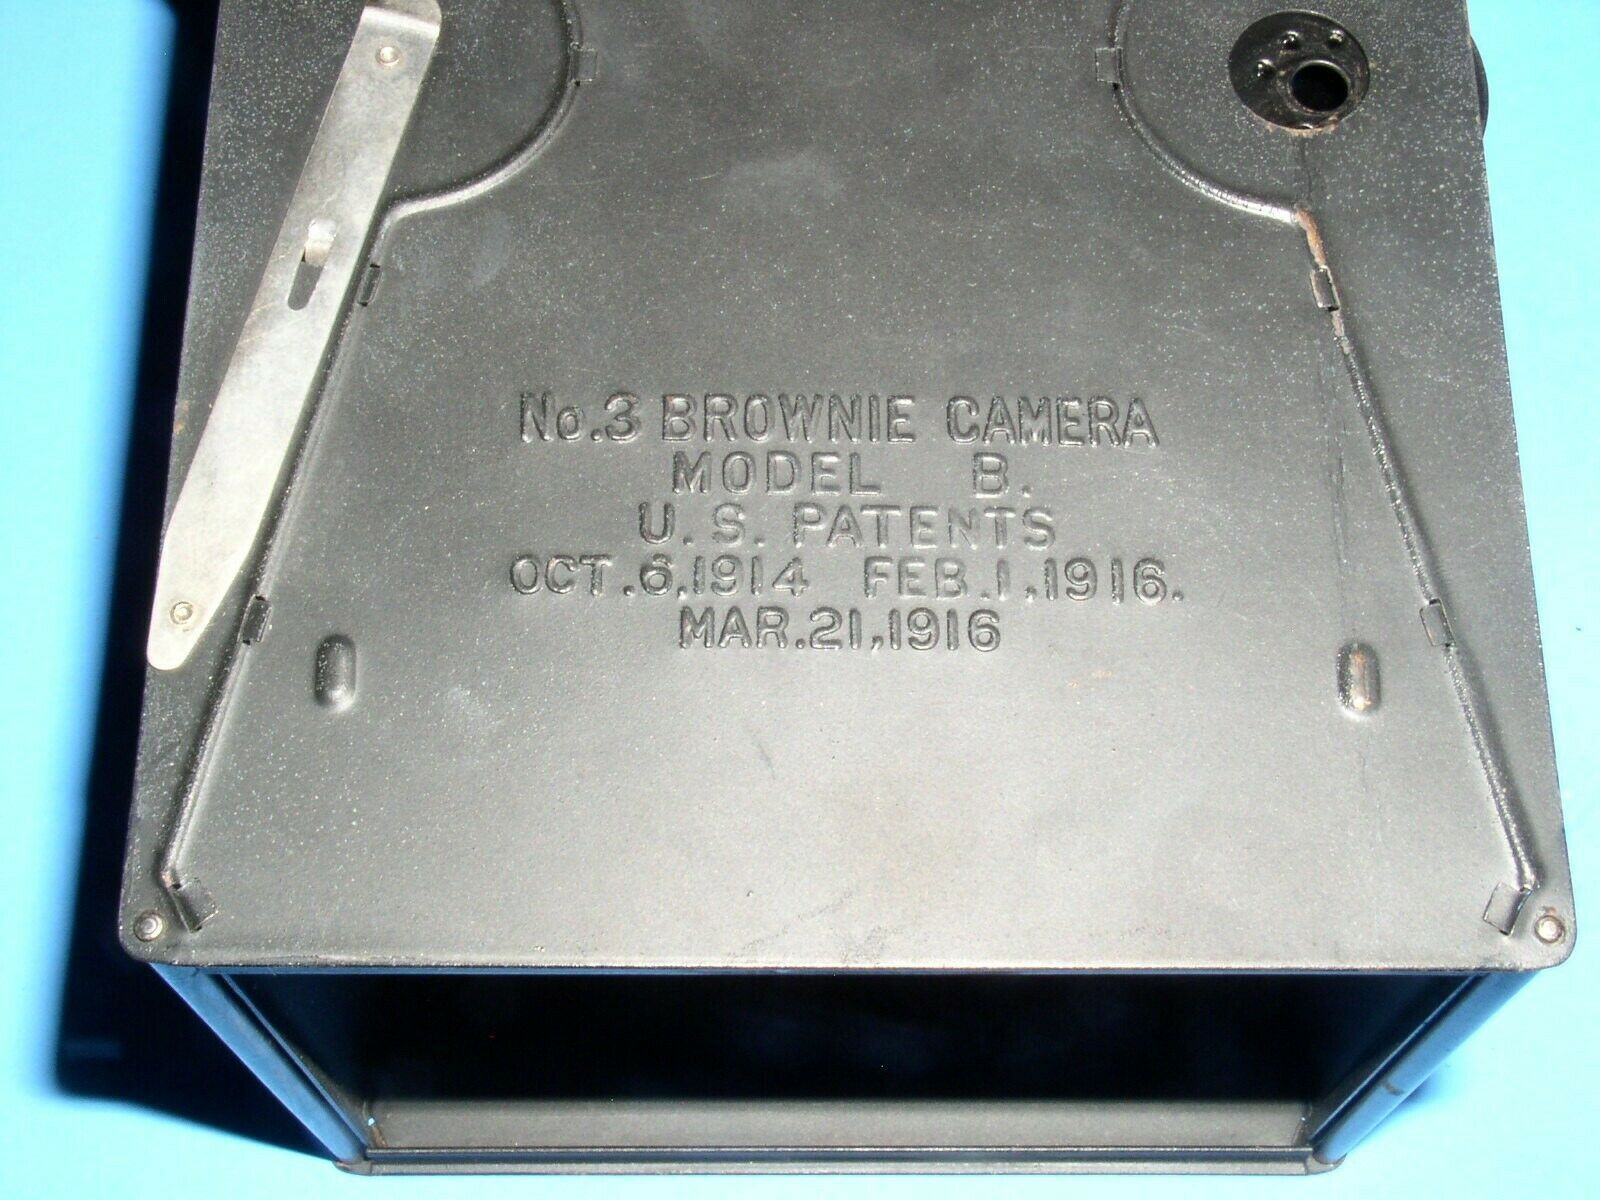 No.3 BROWNIE CAMERA
MODEL B.
U.S. PATENTS
OCT.6.1914 FEB.1.1916.
MAR.21,1916